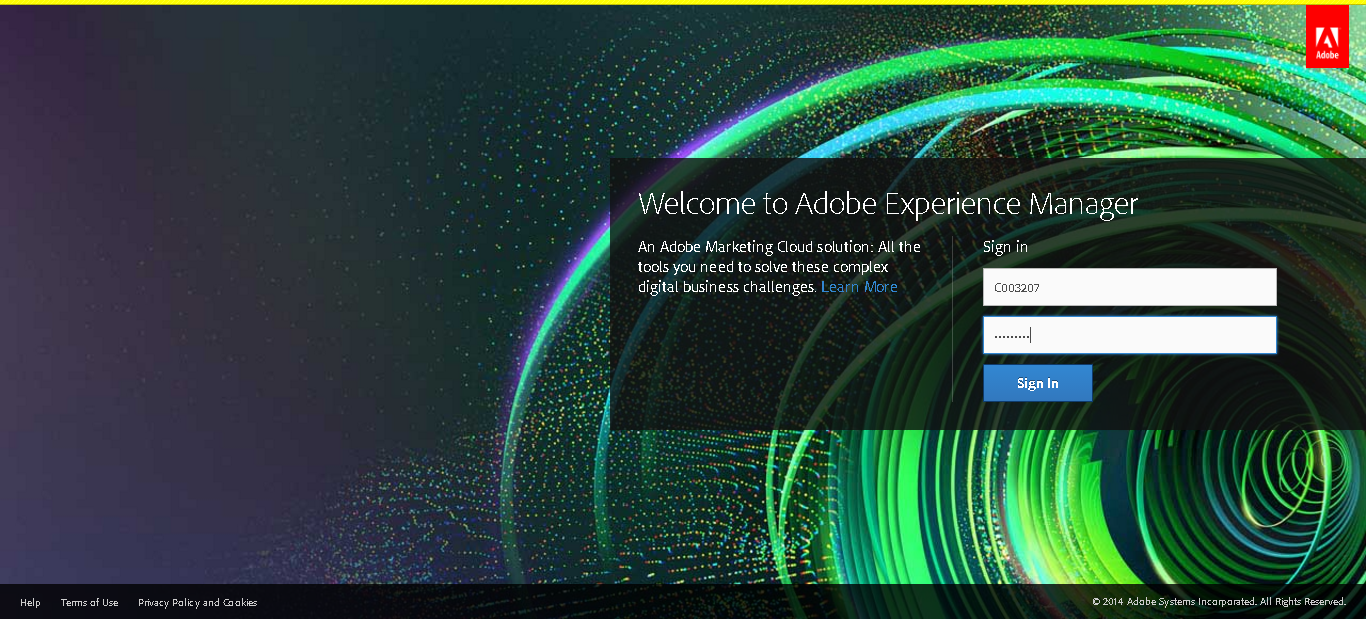 Adobe
Welcome to Adobe Experience Manager
An Adobe Marketing Cloud solution: All the
tools you need to solve these complex
digital business challenges. Learn More
Sign in
C003207
.........
Sign In
Help Terms of Use Privacy Policy and Cookies
© 2014 Adobe Systems Incorporated. All Rights Reserved.